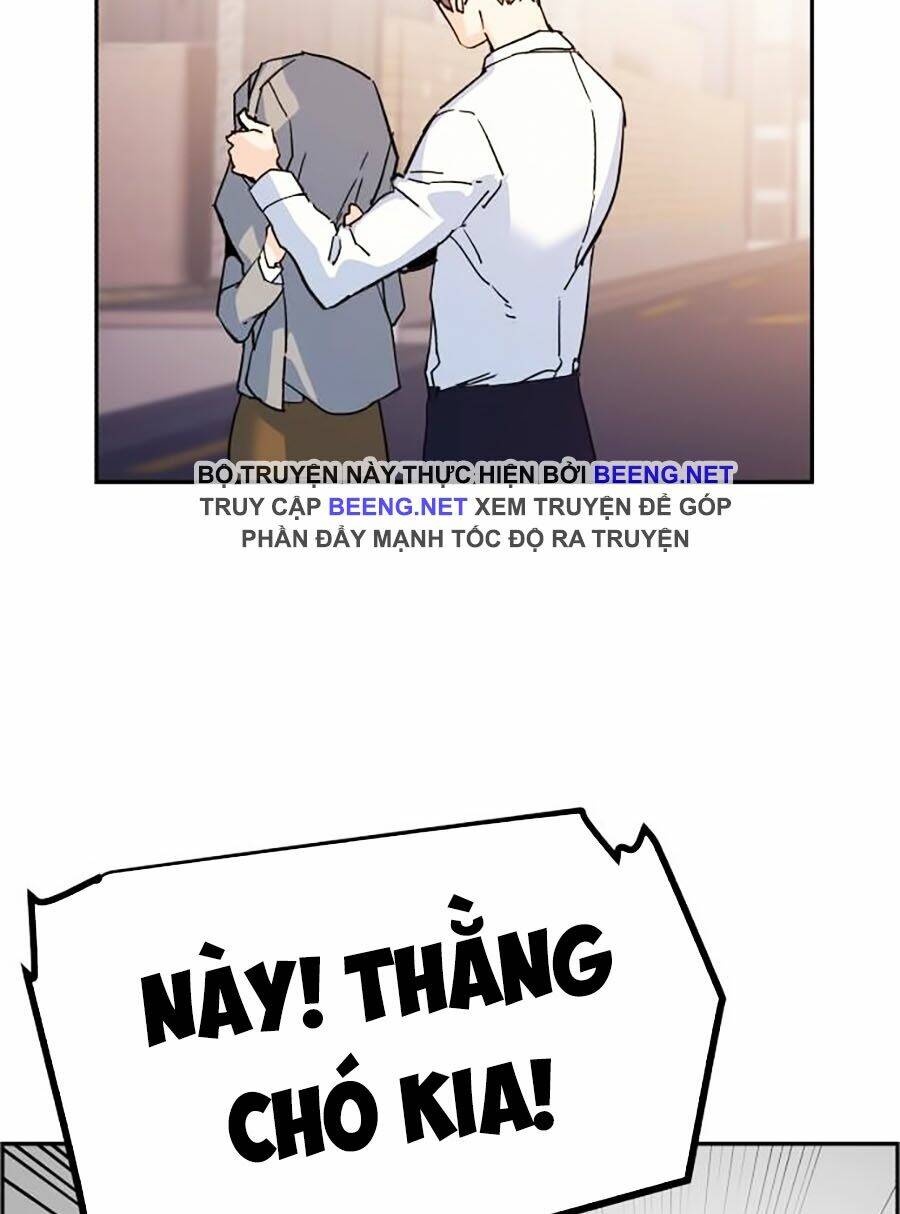 BỘ TRUYỆN NÀY THỰC HIỆN BỞI BEENG.NET
TRUY CẬP BEENG.NET XEM TRUYỆN ĐỂ GÓP
PHẦN ĐẨY MẠNH TỐC ĐỘ RA TRUYỆN
NÀY! THẰNG
CHÓ KIA!